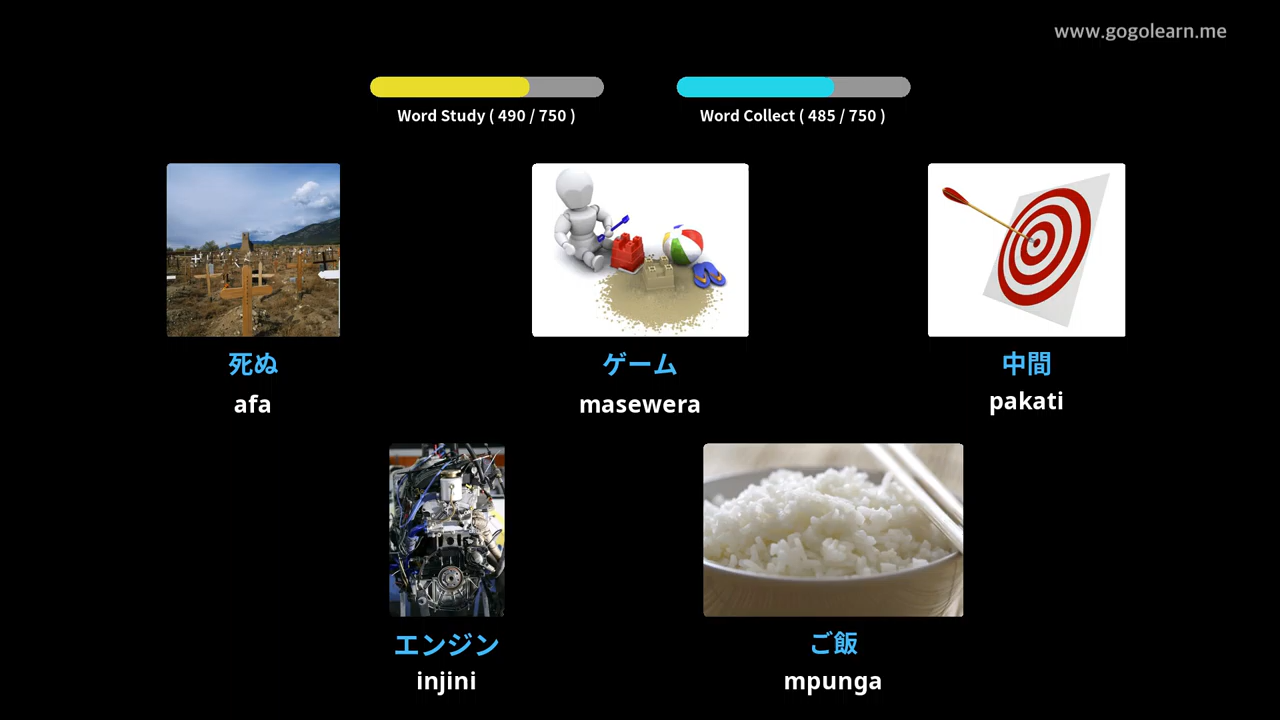 www.gogolearn.me
Word Study ( 490 / 750 )
Word Collect ( 485 / 750 )
死ぬ
afa
ゲーム
masewera
中間
pakati
エンジン
injini
ご飯
mpunga